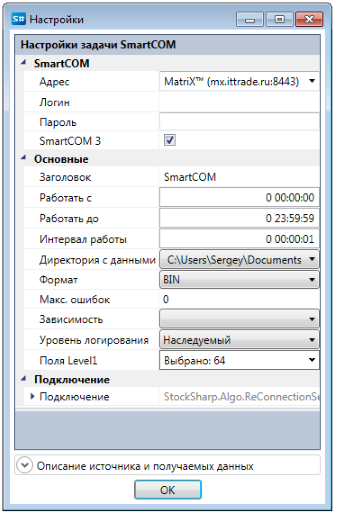 S# Настройки
Настройки задачи SmartCOM
SmartCOM
Адрес MatriX™ (mx.ittrade.ru:8443)
Логин
Пароль
SmartCOM 3
Основные
Заголовок SmartCOM
Работать с 0 00:00:00
Работать до 0 23:59:59
Интервал работы 0 00:00:01
Директория с данными C:\Users\Sergey\Documents
Формат BIN
Макс. ошибок 0
Зависимость
Уровень логирования Наследуемый
Поля Level1 Выбрано: 64
Подключение
Подключение StockSharp.Algo.ReConnectionSe
Описание источника и получаемых данных
OK